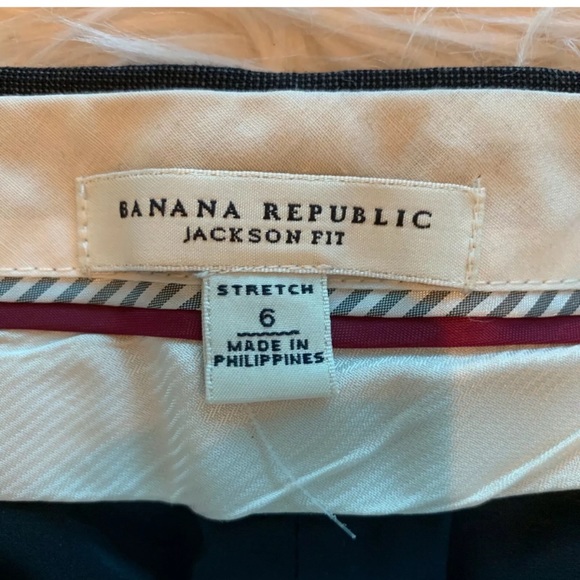 BANANA REPUBLIC
JACKSON FIT
STRETCH
6
MADE IN
PHILIPPINES